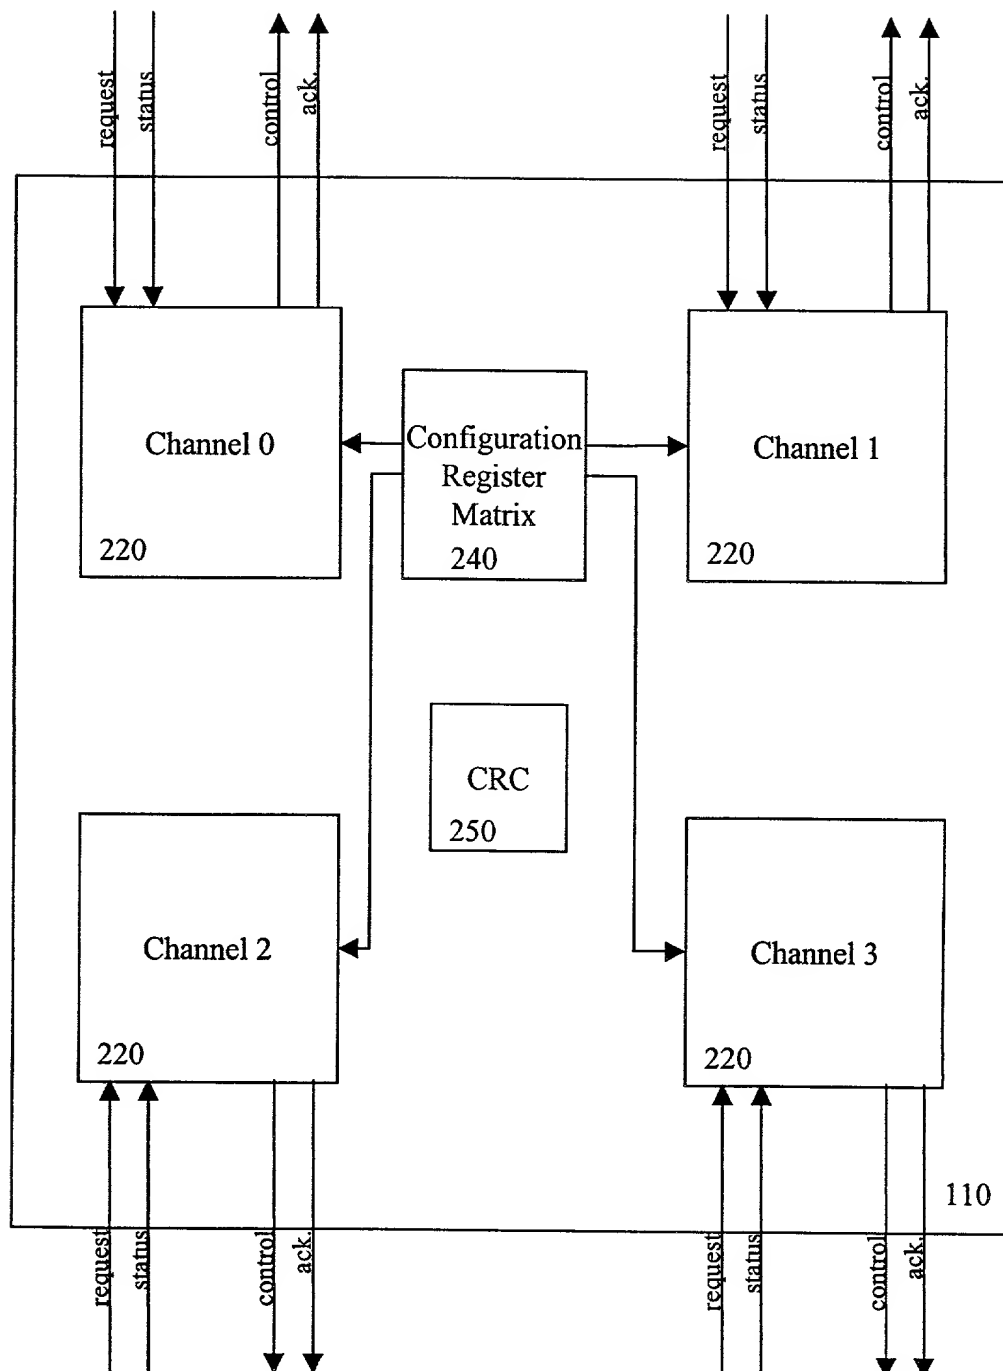 request
status
control
ack.
request
status
control
ack.
Channel 0
220
Configuration
Register
Matrix
240
Channel 1
220
CRC
250
Channel 2
220
Channel 3
220
110
request
status
control
ack.
request
status
control
ack.